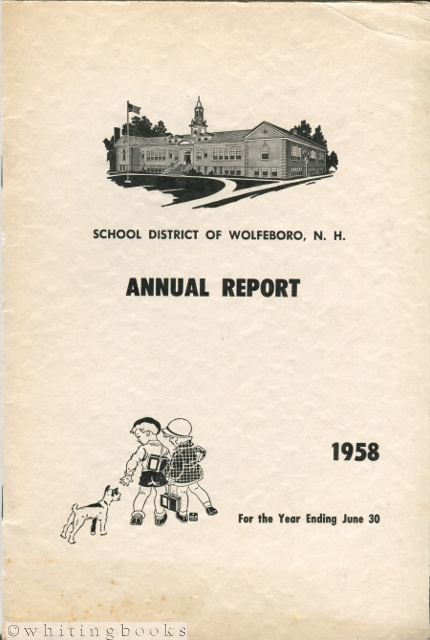 SCHOOL DISTRICT OF WOLFEBORO, N. H.
ANNUAL REPORT
1958
For the Year Ending June 30
©whitingbooks